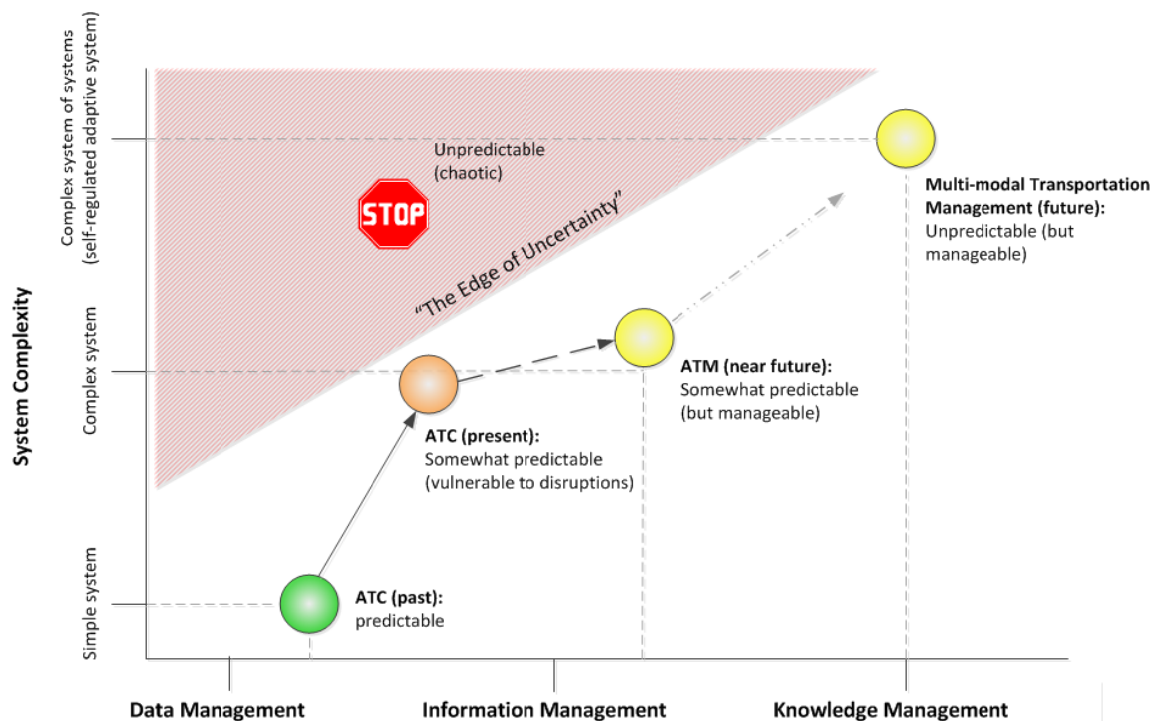 System Complexity
Complex system of systems
(self-regulated adaptive system)
Complex system
Simple system
Unpredictable
(chaotic)
STOP
“The Edge of Uncertainty”
Multi-modal Transportation
Management (future):
Unpredictable (but
manageable)
ATM (near future):
Somewhat predictable
(but manageable)
ATC (present):
Somewhat predictable
(vulnerable to disruptions)
ATC (past):
predictable
Data Management
Information Management
Knowledge Management